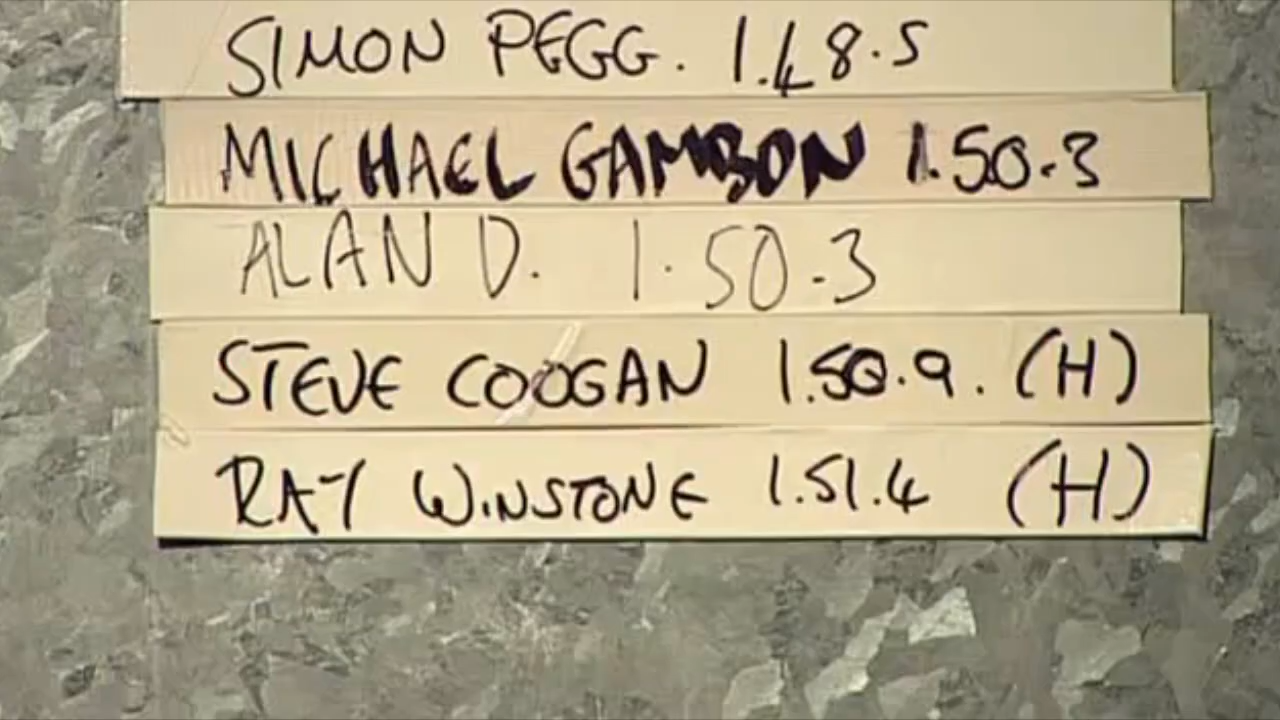 SIMON PEGG. 1.48.5
MICHAEL GAMBON 1.50.3
ALAN D. 1.50.3
STEVE COOGAN 1.50.9. (H)
RAY WINSTONE 1.51.4 (H)